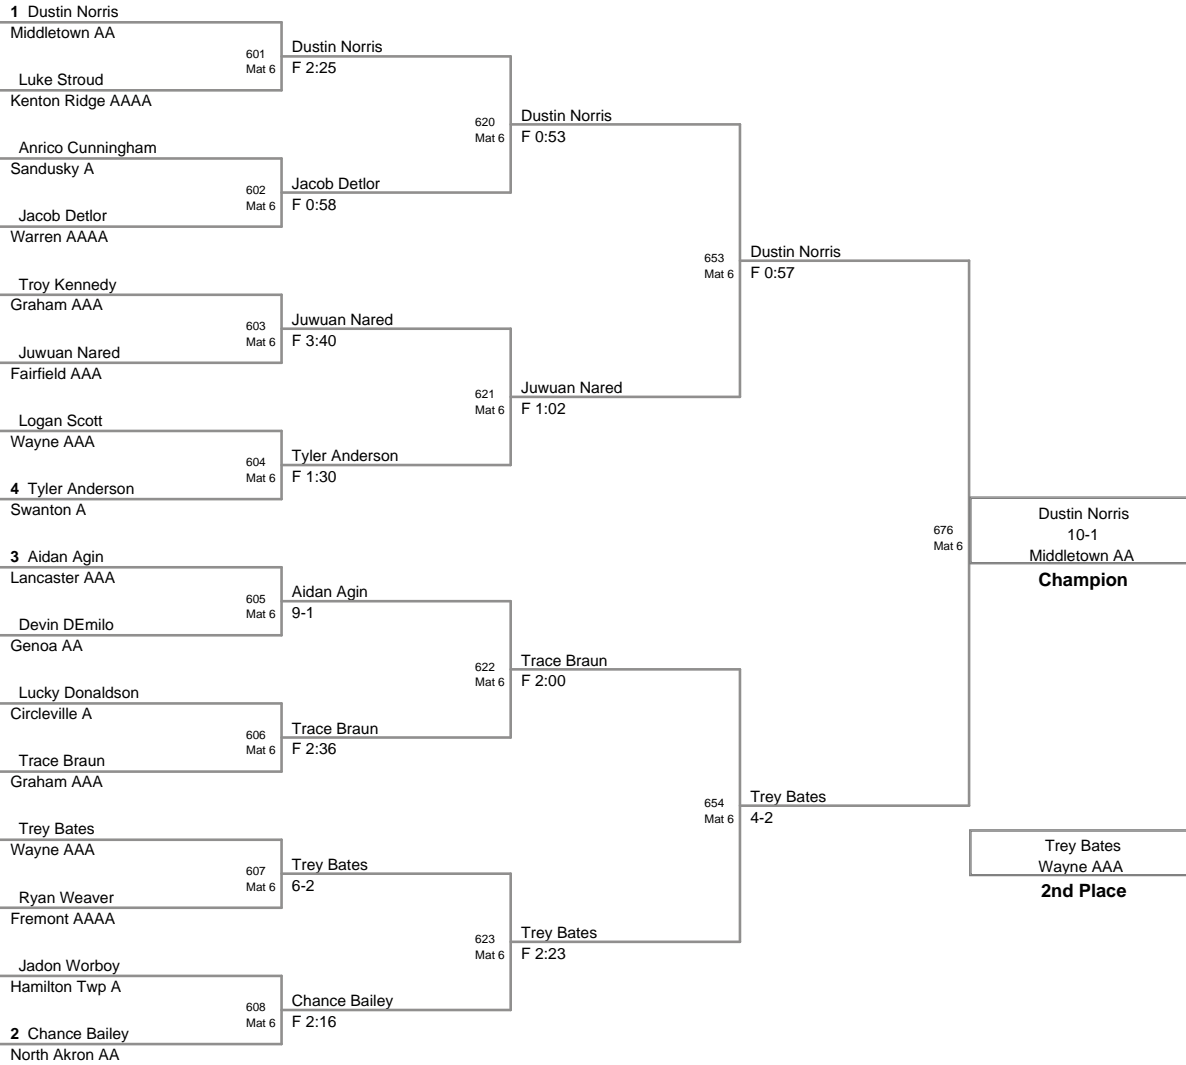 1 Dustin Norris
Middletown AA
601
Mat 6
Dustin Norris
F 2:25
Luke Stroud
Kenton Ridge AAAA
620
Mat 6
Dustin Norris
F 0:53
Anrico Cunningham
Sandusky A
602
Mat 6
Jacob Detlor
F 0:58
Jacob Detlor
Warren AAAA
653
Mat 6
Dustin Norris
F 0:57
Troy Kennedy
Graham AAA
603
Mat 6
Juwuan Nared
F 3:40
Juwuan Nared
Fairfield AAA
621
Mat 6
Juwuan Nared
F 1:02
Logan Scott
Wayne AAA
604
Mat 6
Tyler Anderson
F 1:30
4 Tyler Anderson
Swanton A
676
Mat 6
Dustin Norris
10-1
Middletown AA
Champion
3 Aidan Agin
Lancaster AAA
605
Mat 6
Aidan Agin
9-1
Devin DEmilo
Genoa AA
622
Mat 6
Trace Braun
F 2:00
Lucky Donaldson
Circleville A
606
Mat 6
Trace Braun
F 2:36
Trace Braun
Graham AAA
654
Mat 6
Trey Bates
4-2
Trey Bates
Wayne AAA
2nd Place
Trey Bates
Wayne AAA
607
Mat 6
Trey Bates
6-2
Ryan Weaver
Fremont AAAA
623
Mat 6
Trey Bates
F 2:23
Jadon Worboy
Hamilton Twp A
608
Mat 6
Chance Bailey
F 2:16
2 Chance Bailey
North Akron AA